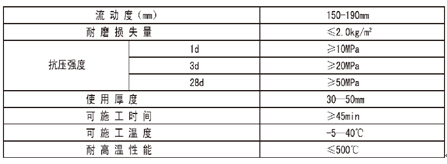 流动度(mm) 150-190mm
耐磨损失量 ≤2.0kg/m²
抗压强度 1d ≥10MPa
3d ≥20MPa
28d ≥50MPa
使用厚度 30—50mm
可施工时间 ≥45min
可施工温度 -5—40℃
耐高温性能 ≤500℃